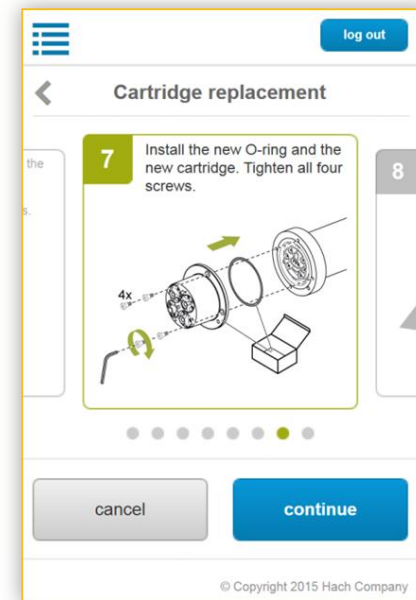 log out
Cartridge replacement
the
s.
7
Install the new O-ring and the
new cartridge. Tighten all four
screws.
8
4x
cancel
continue
© Copyright 2015 Hach Company